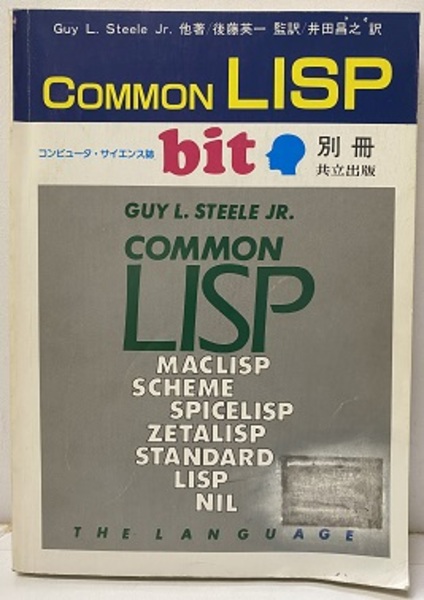 Guy L. Steele Jr. 他著/後藤英一 監訳/井田昌之 訳
COMMON LISP
コンピュータ・サイエンス誌 bit 別冊
共立出版
GUY L. STEELE JR.
COMMON
LISP
MACLISP
SCHEME
SPICELISP
ZETALISP
STANDARD
LISP
NIL
THE LANGUAGE